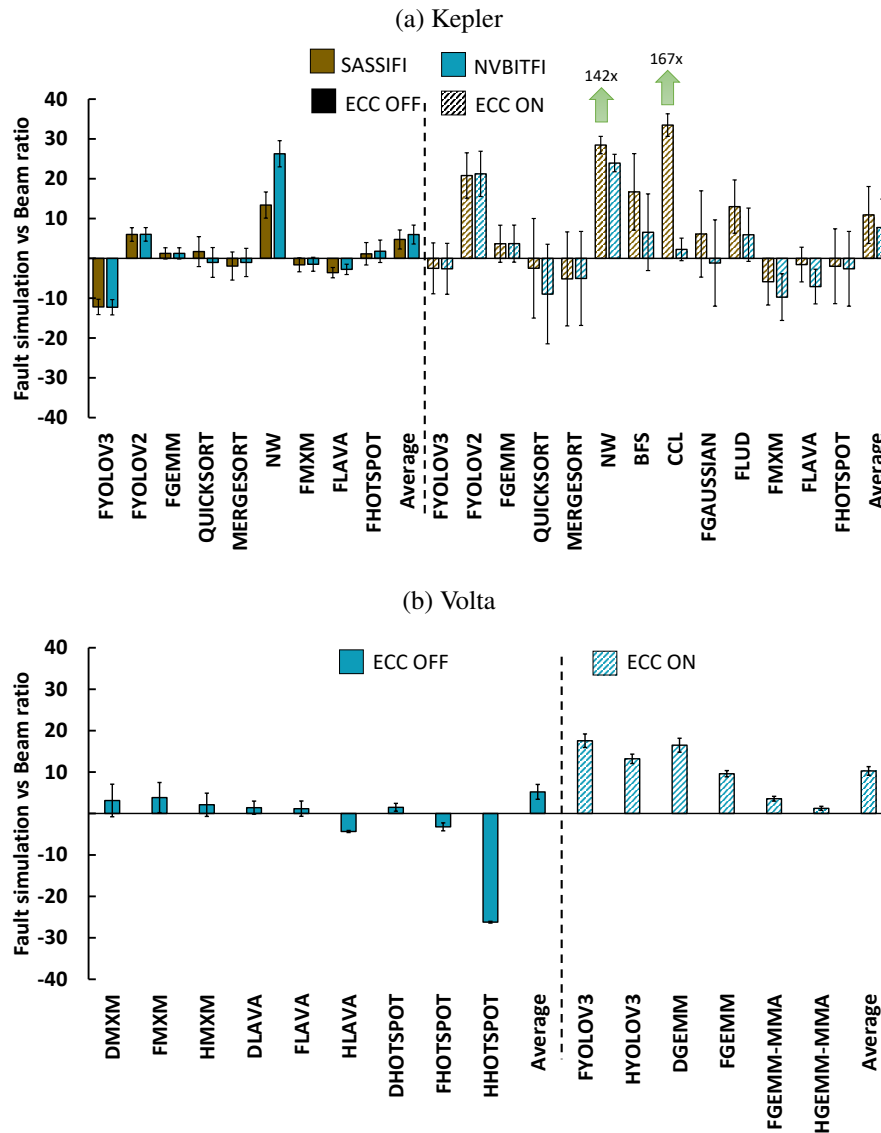 (a) Kepler
SASSIFI
NVBITFI
ECC OFF
ECC ON
142x
167x
Fault simulation vs Beam ratio
40
30
20
10
0
-10
-20
-30
-40
FYOLOV3
FYOLOV2
FGEMM
QUICKSORT
MERGESORT
NW
FMXM
FLAVA
FHOTSPOT
Average
FYOLOV3
FYOLOV2
FGEMM
QUICKSORT
MERGESORT
NW
BFS
CCL
FGAUSSIAN
FLUD
FMXM
FLAVA
FHOTSPOT
Average
(b) Volta
ECC OFF
ECC ON
Fault simulation vs Beam ratio
40
30
20
10
0
-10
-20
-30
-40
DMXM
FMXM
HMXM
DLAVA
FLAVA
HLAVA
DHOTSPOT
FHOTSPOT
HHOTSPOT
Average
FYOLOV3
HYOLOV3
DGEMM
FGEMM
FGEMM-MMA
HGEMM-MMA
Average